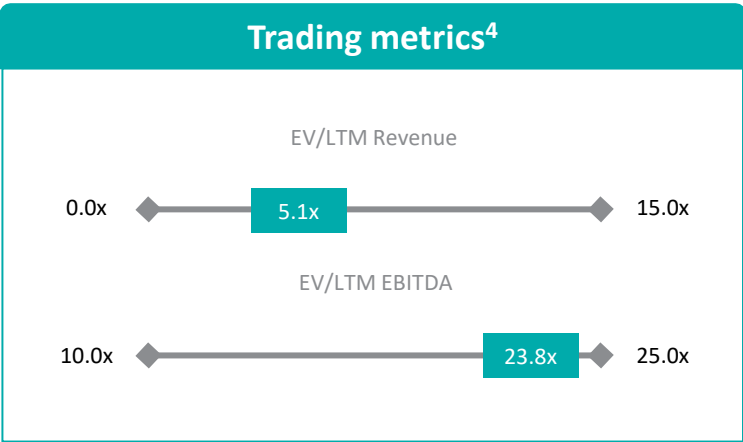 Trading metrics4
EV/LTM Revenue
0.0x 5.1x 15.0x
EV/LTM EBITDA
10.0x 23.8x 25.0x